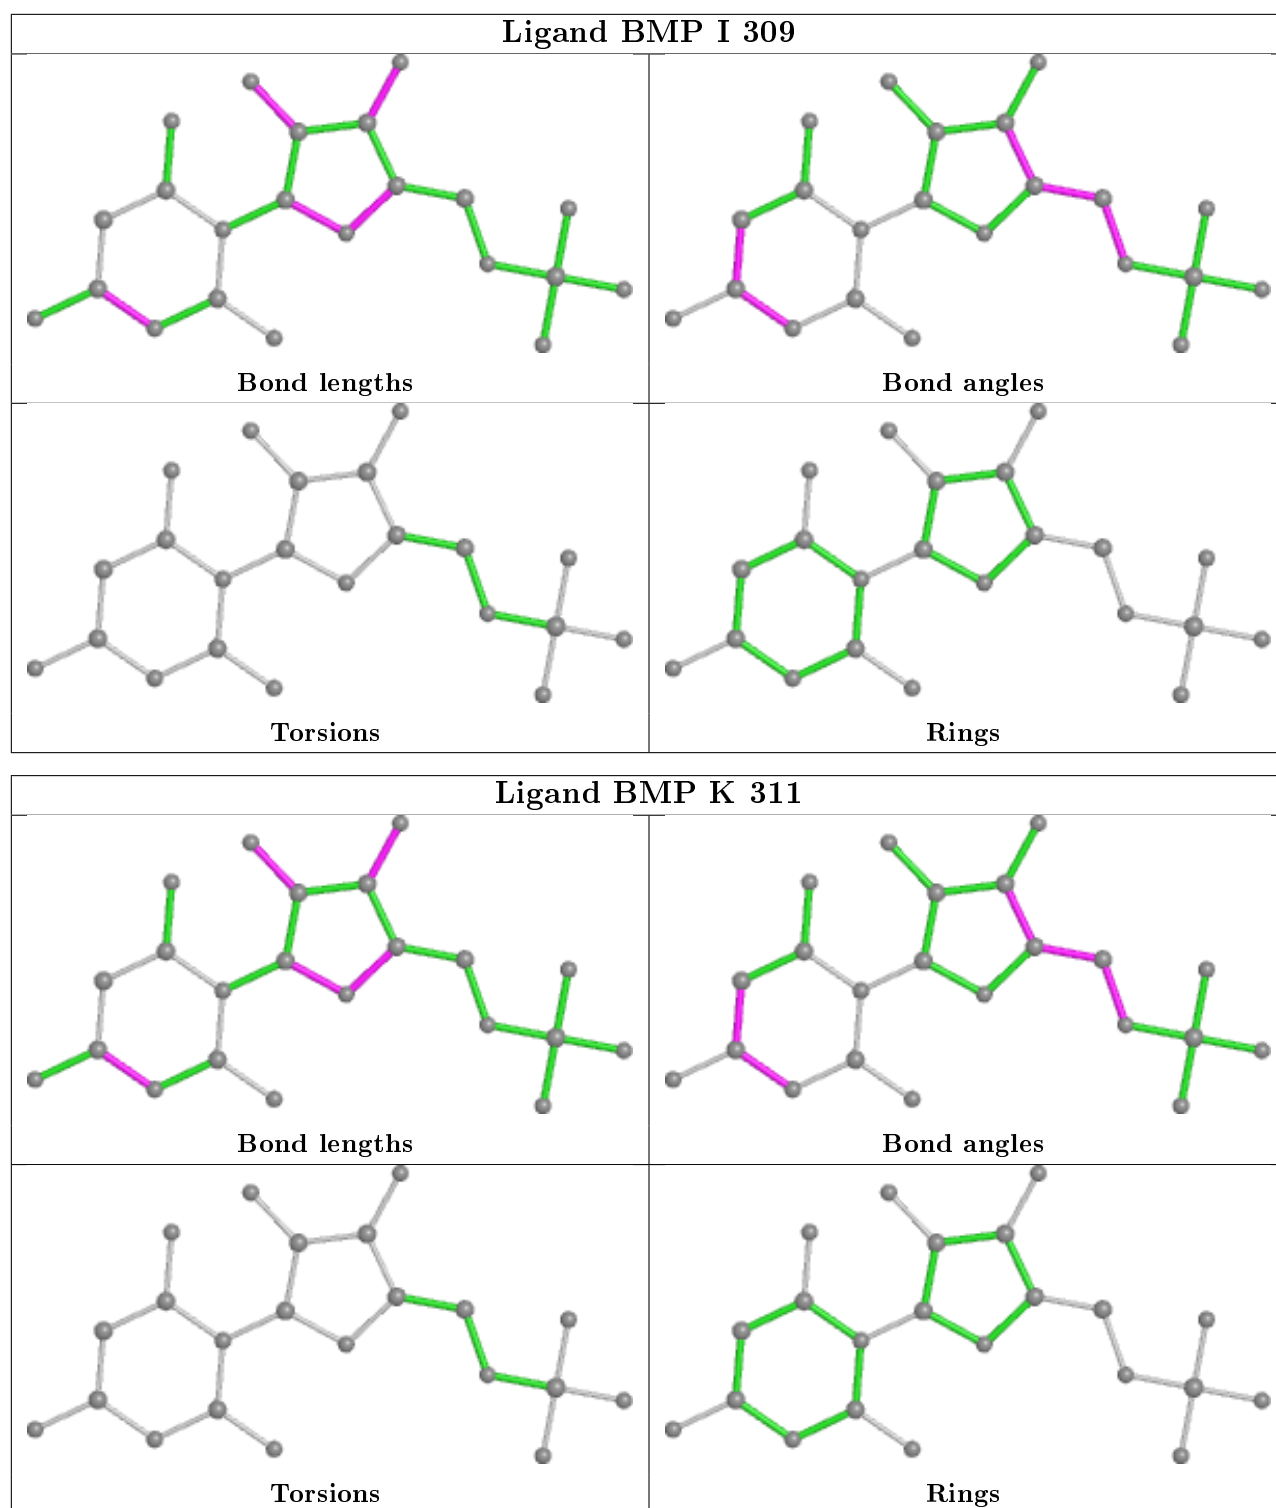 Ligand BMP I 309
Bond lengths
Bond angles
Torsions
Rings
Ligand BMP K 311
Bond lengths
Bond angles
Torsions
Rings